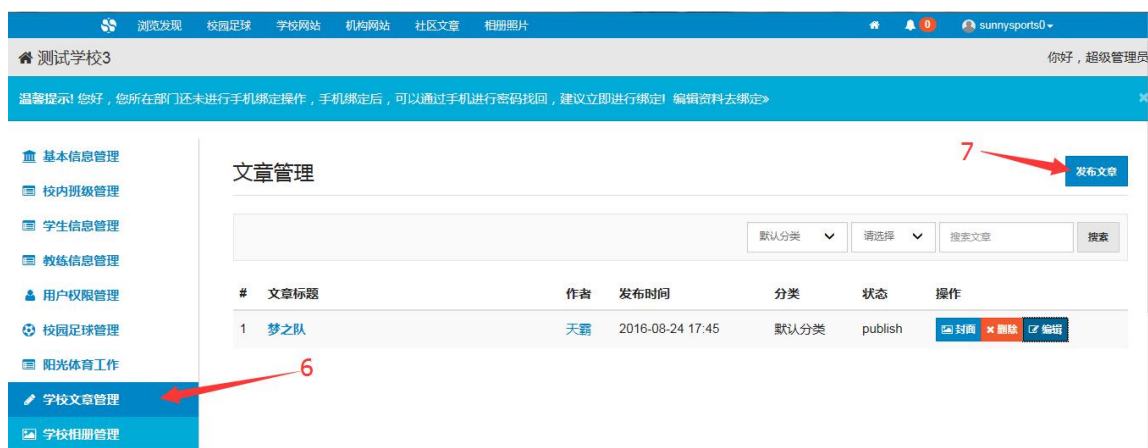 浏览发现 校园足球 学校网站 机构网站 社区文章 相册照片 0 sunnysports0
测试学校3 你好，超级管理员
温馨提示! 您好，您所在部门还未进行手机绑定操作，手机绑定后，可以通过手机进行密码找回，建议立即进行绑定! 编辑资料去绑定» ×
基本信息管理
校内班级管理
学生信息管理
教练信息管理
用户权限管理
校园足球管理
阳光体育工作
学校文章管理
学校相册管理
6
文章管理
7
发布文章
默认分类 请选择 搜索文章 搜索
# 文章标题 作者 发布时间 分类 状态 操作
1 梦之队 天霸 2016-08-24 17:45 默认分类 publish 封面 删除 编辑